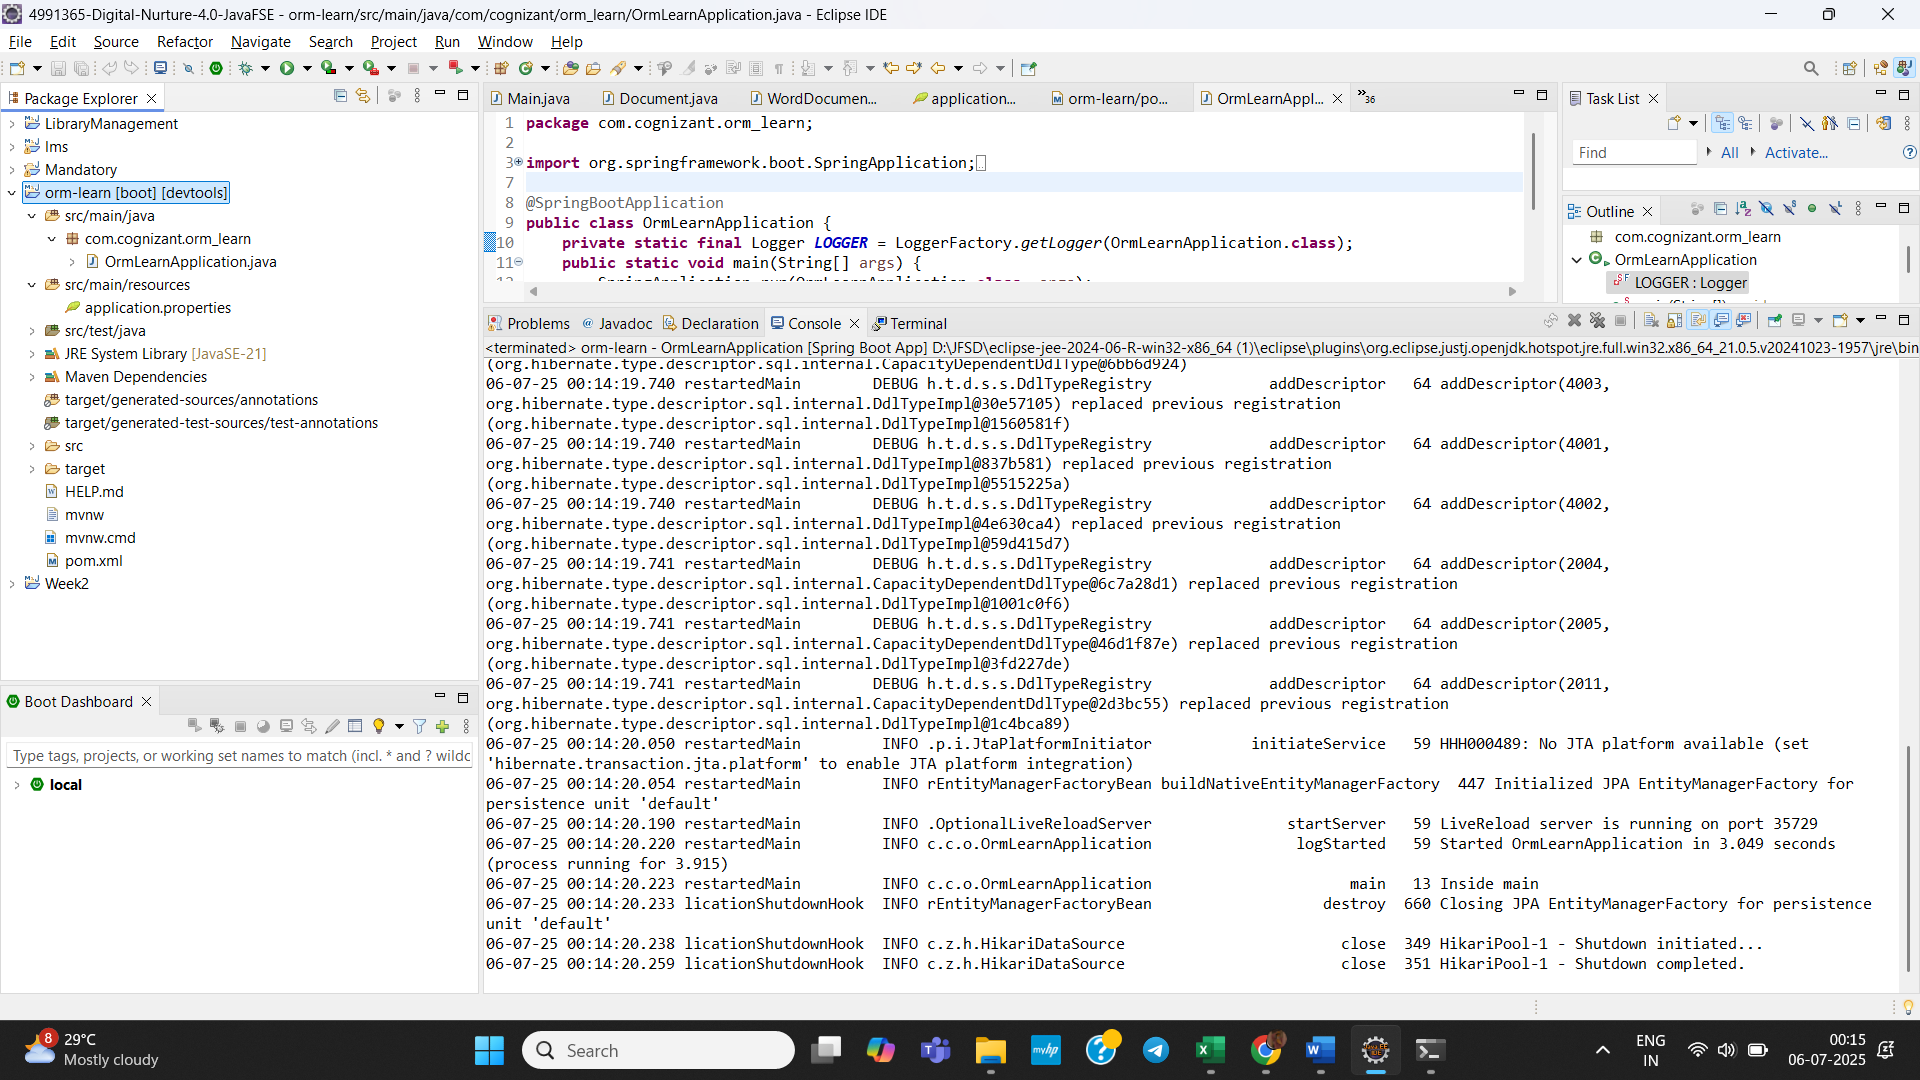 4991365-Digital-Nurture-4.0-JavaFSE - orm-learn/src/main/java/com/cognizant/orm_learn/OrmLearnApplication.java - Eclipse IDE
File Edit Source Refactor Navigate Search Project Run Window Help
Package Explorer
LibraryManagement
lms
Mandatory
orm-learn [boot] [devtools]
src/main/java
com.cognizant.orm_learn
OrmLearnApplication.java
src/main/resources
application.properties
src/test/java
JRE System Library [JavaSE-21]
Maven Dependencies
target/generated-sources/annotations
target/generated-test-sources/test-annotations
src
target
HELP.md
mvnw
mvnw.cmd
pom.xml
Week2
Boot Dashboard
Type tags, projects, or working set names to match (incl. * and ? wildc
local
Main.java Document.java WordDocumen... application... orm-learn/po... OrmLearnAppl... »36
1 package com.cognizant.orm_learn;
2
3 import org.springframework.boot.SpringApplication;
7
8 @SpringBootApplication
9 public class OrmLearnApplication {
10 private static final Logger LOGGER = LoggerFactory.getLogger(OrmLearnApplication.class);
11 public static void main(String[] args) {
Task List
Find All Activate...
Outline
com.cognizant.orm_learn
OrmLearnApplication
LOGGER : Logger
Problems Javadoc Declaration Console Terminal
<terminated> orm-learn - OrmLearnApplication [Spring Boot App] D:\JFSD\eclipse-jee-2024-06-R-win32-x86_64 (1)\eclipse\plugins\org.eclipse.justj.openjdk.hotspot.jre.full.win32.x86_64_21.0.5.v20241023-1957\jre\bin
(org.hibernate.type.descriptor.sql.internal.CapacityDependentDdlType@6bb6d924)
06-07-25 00:14:19.740 restartedMain DEBUG h.t.d.s.s.DdlTypeRegistry addDescriptor 64 addDescriptor(4003,
org.hibernate.type.descriptor.sql.internal.DdlTypeImpl@30e57105) replaced previous registration
(org.hibernate.type.descriptor.sql.internal.DdlTypeImpl@1560581f)
06-07-25 00:14:19.740 restartedMain DEBUG h.t.d.s.s.DdlTypeRegistry addDescriptor 64 addDescriptor(4001,
org.hibernate.type.descriptor.sql.internal.DdlTypeImpl@837b581) replaced previous registration
(org.hibernate.type.descriptor.sql.internal.DdlTypeImpl@5515225a)
06-07-25 00:14:19.740 restartedMain DEBUG h.t.d.s.s.DdlTypeRegistry addDescriptor 64 addDescriptor(4002,
org.hibernate.type.descriptor.sql.internal.DdlTypeImpl@4e630ca4) replaced previous registration
(org.hibernate.type.descriptor.sql.internal.DdlTypeImpl@59d415d7)
06-07-25 00:14:19.741 restartedMain DEBUG h.t.d.s.s.DdlTypeRegistry addDescriptor 64 addDescriptor(2004,
org.hibernate.type.descriptor.sql.internal.CapacityDependentDdlType@6c7a28d1) replaced previous registration
(org.hibernate.type.descriptor.sql.internal.DdlTypeImpl@1001c0f6)
06-07-25 00:14:19.741 restartedMain DEBUG h.t.d.s.s.DdlTypeRegistry addDescriptor 64 addDescriptor(2005,
org.hibernate.type.descriptor.sql.internal.CapacityDependentDdlType@46d1f87e) replaced previous registration
(org.hibernate.type.descriptor.sql.internal.DdlTypeImpl@3fd227de)
06-07-25 00:14:19.741 restartedMain DEBUG h.t.d.s.s.DdlTypeRegistry addDescriptor 64 addDescriptor(2011,
org.hibernate.type.descriptor.sql.internal.CapacityDependentDdlType@2d3bc55) replaced previous registration
(org.hibernate.type.descriptor.sql.internal.DdlTypeImpl@1c4bca89)
06-07-25 00:14:20.050 restartedMain INFO .p.i.JtaPlatformInitiator initiateService 59 HHH000489: No JTA platform available (set
'hibernate.transaction.jta.platform' to enable JTA platform integration)
06-07-25 00:14:20.054 restartedMain INFO rEntityManagerFactoryBean buildNativeEntityManagerFactory 447 Initialized JPA EntityManagerFactory for
persistence unit 'default'
06-07-25 00:14:20.190 restartedMain INFO .OptionalLiveReloadServer startServer 59 LiveReload server is running on port 35729
06-07-25 00:14:20.220 restartedMain INFO c.c.o.OrmLearnApplication logStarted 59 Started OrmLearnApplication in 3.049 seconds
(process running for 3.915)
06-07-25 00:14:20.223 restartedMain INFO c.c.o.OrmLearnApplication main 13 Inside main
06-07-25 00:14:20.233 licationShutdownHook INFO rEntityManagerFactoryBean destroy 660 Closing JPA EntityManagerFactory for persistence
unit 'default'
06-07-25 00:14:20.238 licationShutdownHook INFO c.z.h.HikariDataSource close 349 HikariPool-1 - Shutdown initiated...
06-07-25 00:14:20.259 licationShutdownHook INFO c.z.h.HikariDataSource close 351 HikariPool-1 - Shutdown completed.
8
29°C
Mostly cloudy
Search
myhp
ENG
IN
00:15
06-07-2025